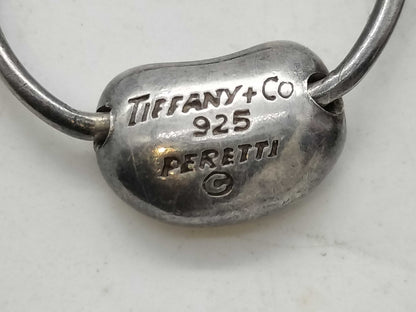 TIFFANY + CO
925
PERETTI
©